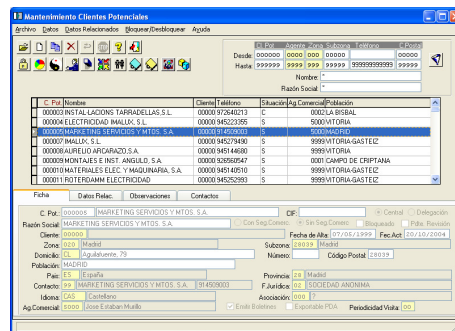 Mantenimiento Clientes Potenciales
Archivo Datos Datos Relacionados Bloquear/Desbloquear Ayuda
Cl. Pot. Agente Zona Subzona Teléfono C.Postal
Desde: 000000 0000 000 00000 00000
Hasta: 999999 9999 999 99999 999999999999 99999
Nombre: *
Razón Social: *
C. Pot. Nombre Cliente Teléfono Situación Ag.Comercial Población
000003 INSTAL·LACIONS TARRADELLAS,S.L. 00000 972640213 C 0002 LA BISBAL
000004 ELECTRICIDAD IMALUX, S.L. 00000 945223355 S 5000 VITORIA
000005 MARKETING SERVICIOS Y MTOS. S.A. 00000 914509003 S 5000 MADRID
000007 IMALUX, S.L. 00000 945279490 S 9999 VITORIA-GASTEIZ
000008 AURELIO ARCARAZO,S.A. 00000 945144680 S 9999 VITORIA
000009 MONTAJES E INST. ANGULO, S.A. 00000 926560547 S 0001 CAMPO DE CRIPTANA
000010 MATERIALES ELEC. Y MAQUINARIA, S.A. 00000 945140510 S 9999 VITORIA-GASTEIZ
000011 ROTERDAMM ELECTRICIDAD 00000 945252993 S 9999 VITORIA-GASTEIZ
Ficha Datos Relac. Observaciones Contactos
C. Pot.: 000005 MARKETING SERVICIOS Y MTOS. S.A. CIF: Central Delegación
Razón Social: MARKETING SERVICIOS Y MTOS. S.A. Con Seg.Comerc. Sin Seg.Comerc. Bloqueado Pdte. Revisión
Cliente: 00000 Fecha de Alta: 07/05/1999 Fec.Act: 20/10/2004
Zona: 020 Madrid Subzona: 28039 Madrid
Domicilio: CL Aguilafuente, 73 Número: Código Postal: 28039
Población: MADRID
Pais: ES España Provincia: 28 Madrid
Contacto: 99 MARKETING SERVICIOS Y MTOS. S.A. 914509003 F.Jurídica: 02 SOCIEDAD ANONIMA
Idioma: CAS Castellano Asociación: 000 ?
Ag.Comercial: 5000 Jose Estaban Murillo Emitir Boletines Exportable PDA Periodicidad Visita: 00